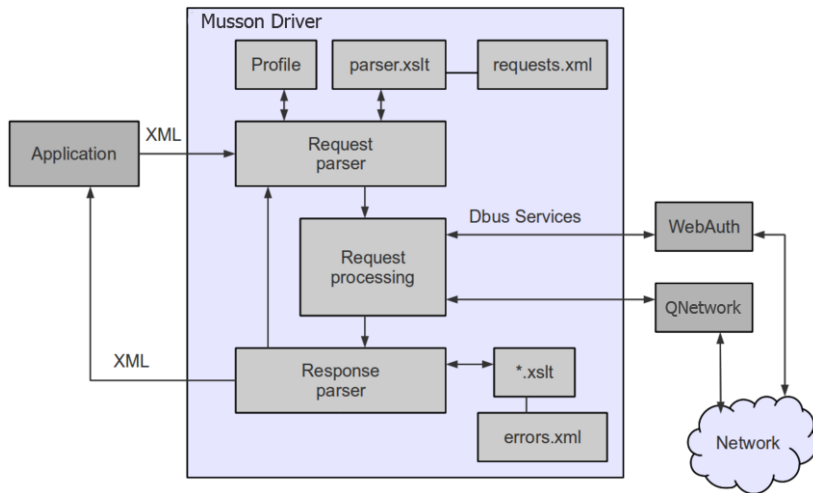 Musson Driver
Profile
parser.xslt
requests.xml
XML
Application
Request
parser
Dbus Services
WebAuth
Request
processing
QNetwork
XML
Response
parser
*.xslt
errors.xml
Network